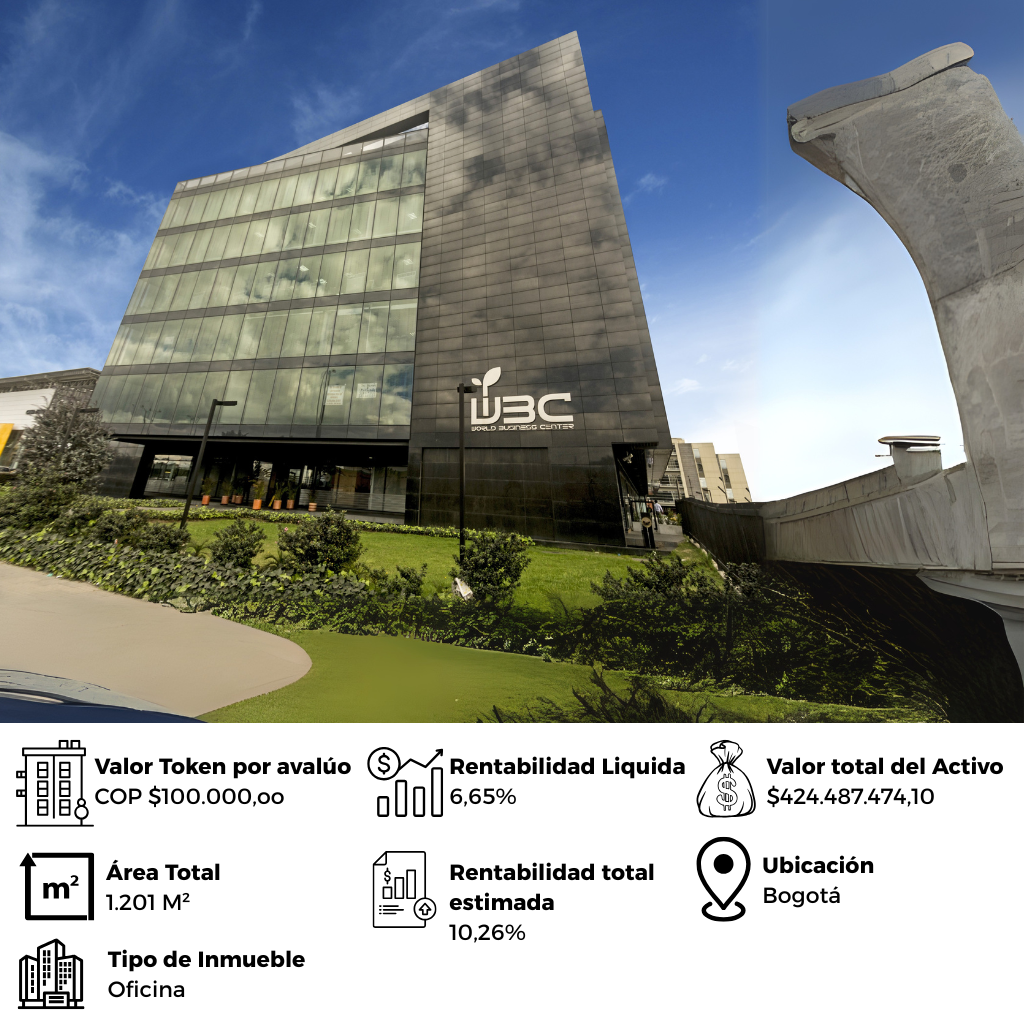 WBC
WORLD BUSINESS CENTER
Valor Token por avalúo
COP $100.000,oo
Rentabilidad Liquida
6,65%
$
Valor total del Activo
$424.487.474,10
$
m²
Área Total
1.201 M²
$
Rentabilidad total
estimada
10,26%
Ubicación
Bogotá
Tipo de Inmueble
Oficina